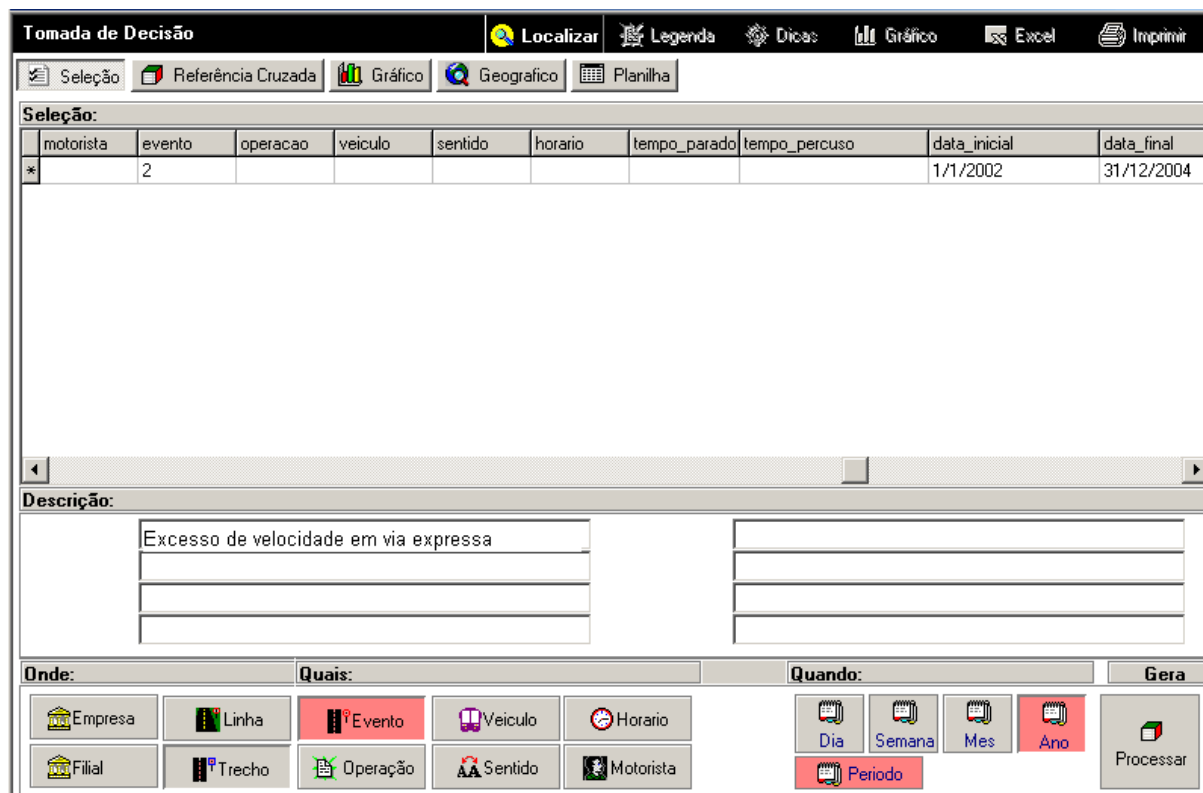 Tomada de Decisão Localizar Legenda Dicas Gráfico Excel Imprimir
Seleção Referência Cruzada Gráfico Geografico Planilha
Seleção:
motorista evento operacao veiculo sentido horario tempo_parado tempo_percuso data_inicial data_final
* 2 1/1/2002 31/12/2004
Descrição:
Excesso de velocidade em via expressa
Onde: Quais: Quando: Gera
Empresa Linha Evento Veiculo Horario Dia Semana Mes Ano
Filial Trecho Operação AA Sentido Motorista Periodo Processar